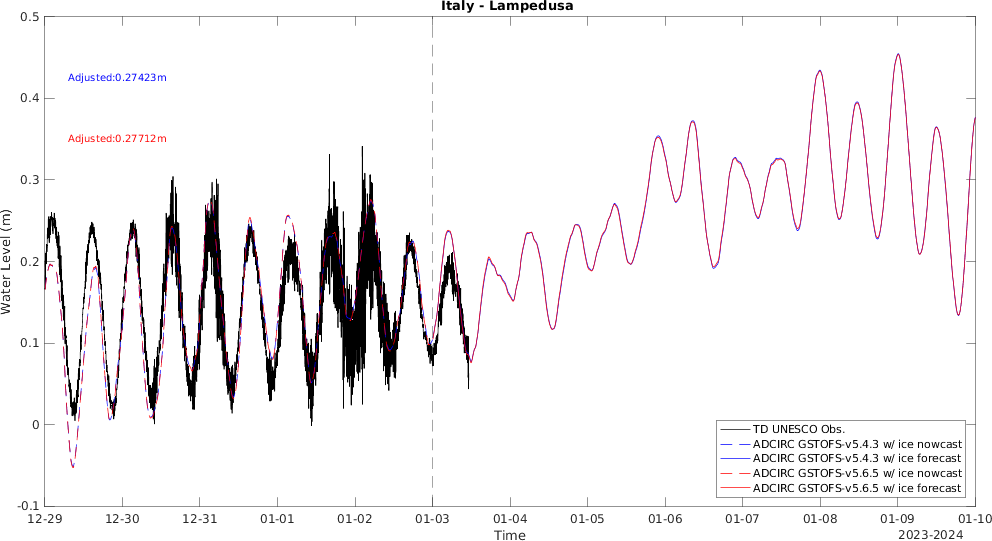 Italy - Lampedusa
0.5
0.4
0.3
0.2
0.1
0
-0.1
Water Level (m)
Adjusted:0.27423m
Adjusted:0.27712m
TD UNESCO Obs.
ADCIRC GSTOFS-v5.4.3 w/ ice nowcast
ADCIRC GSTOFS-v5.4.3 w/ ice forecast
ADCIRC GSTOFS-v5.6.5 w/ ice nowcast
ADCIRC GSTOFS-v5.6.5 w/ ice forecast
12-29 12-30 12-31 01-01 01-02 01-03 01-04 01-05 01-06 01-07 01-08 01-09 01-10
Time
2023-2024